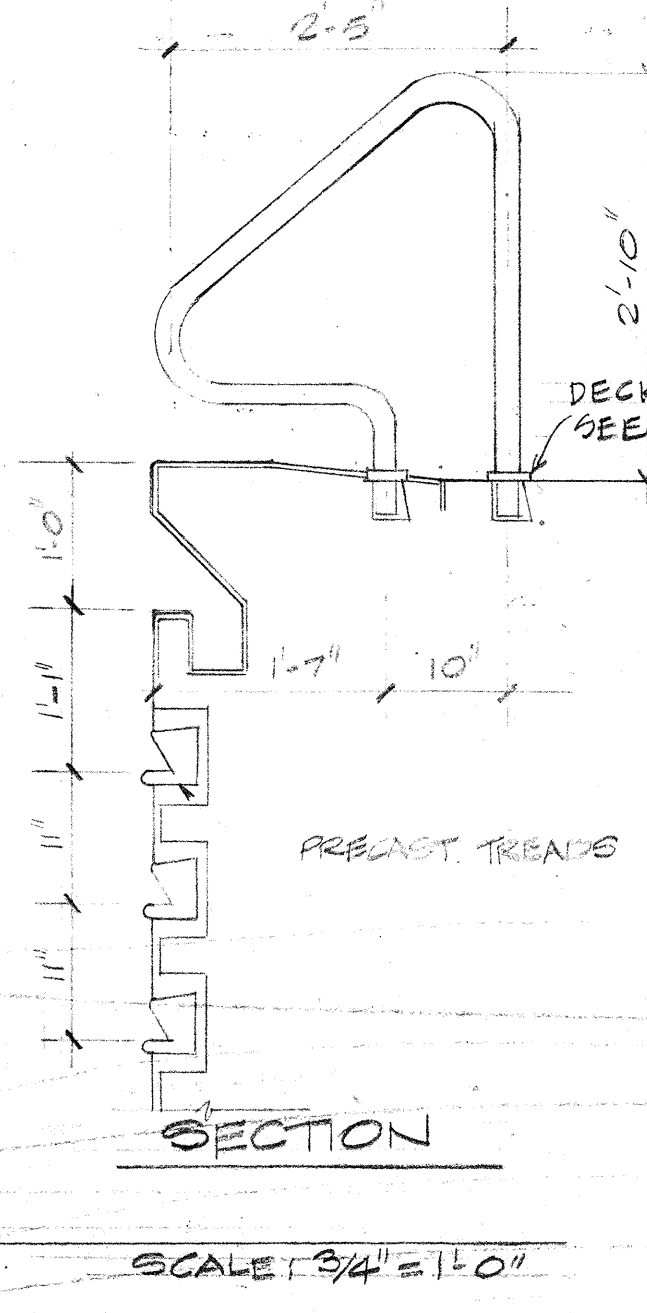 2'-5"
2'-10"
DECK
SEE
1'-0"
1'-1"
1'-7"
10"
11"
PRECAST TREADS
11"
SECTION
SCALE: 3/4" = 1'-0"